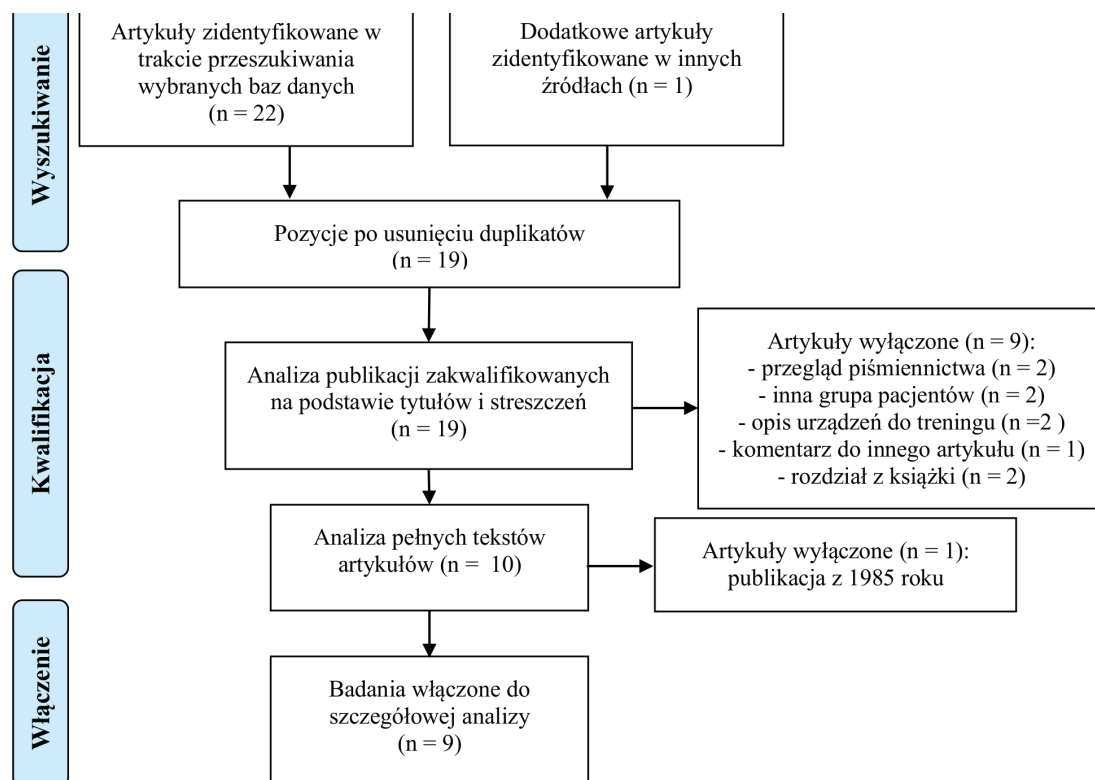 Wyszukiwanie
Artykuły zidentyfikowane w
trakcie przeszukiwania
wybranych baz danych
(n = 22)
Dodatkowe artykuły
zidentyfikowane w innych
źródłach (n = 1)
Pozycje po usunięciu duplikatów
(n = 19)
Kwalifikacja
Analiza publikacji zakwalifikowanych
na podstawie tytułów i streszczeń
(n = 19)
Artykuły wyłączone (n = 9):
- przegląd piśmiennictwa (n = 2)
- inna grupa pacjentów (n = 2)
- opis urządzeń do treningu (n =2 )
- komentarz do innego artykułu (n = 1)
- rozdział z książki (n = 2)
Analiza pełnych tekstów
artykułów (n =  10)
Artykuły wyłączone (n = 1):
publikacja z 1985 roku
Włączenie
Badania włączone do
szczegółowej analizy
(n = 9)